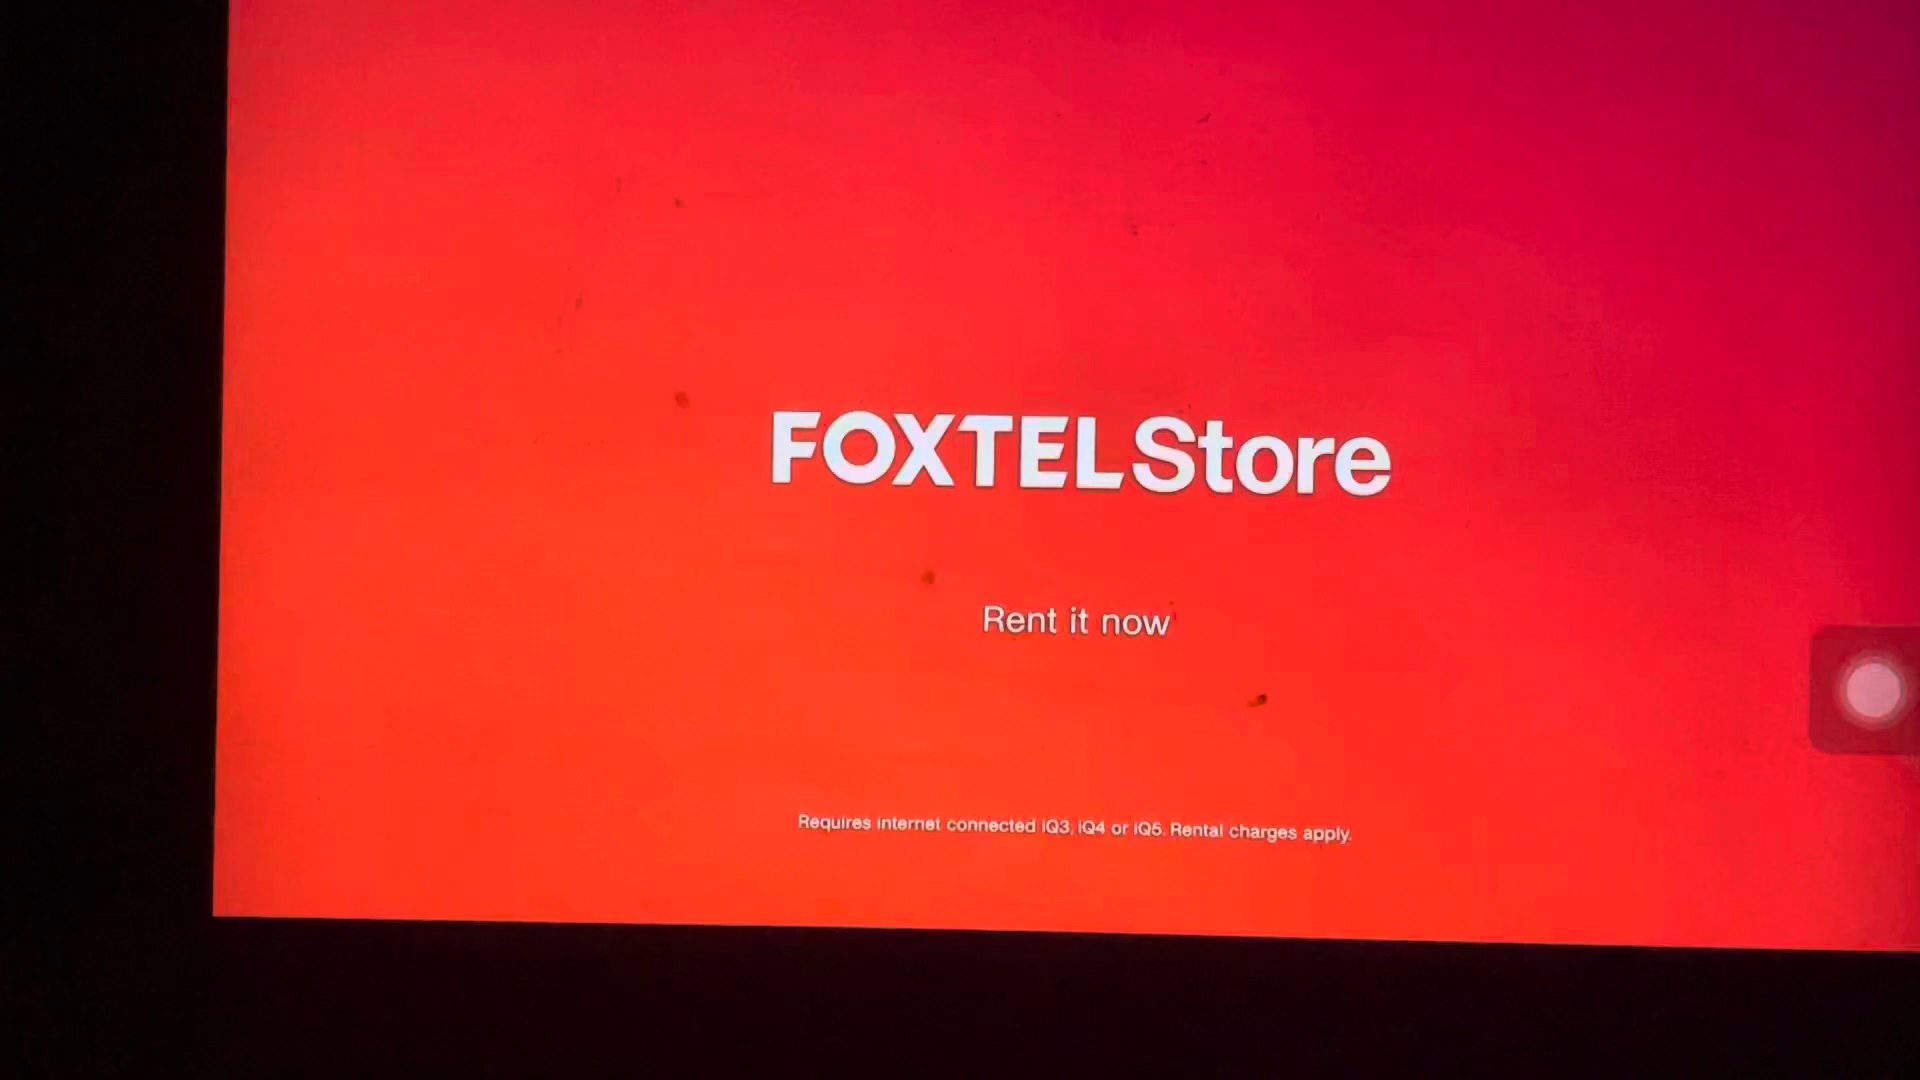 FOXTEL Store
Rent it now
Requires internet connected iQ3, iQ4 or iQ5. Rental charges apply.